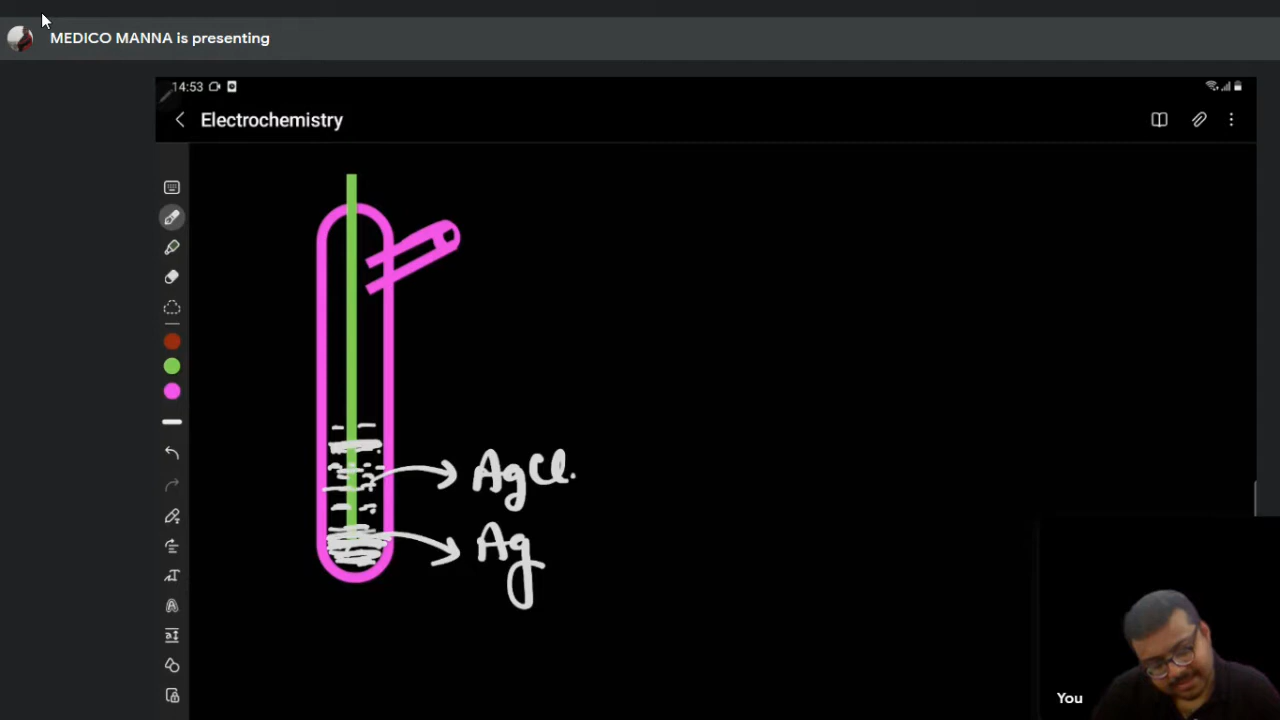 MEDICO MANNA is presenting
14:53
Electrochemistry
AgCl.
Ag
You